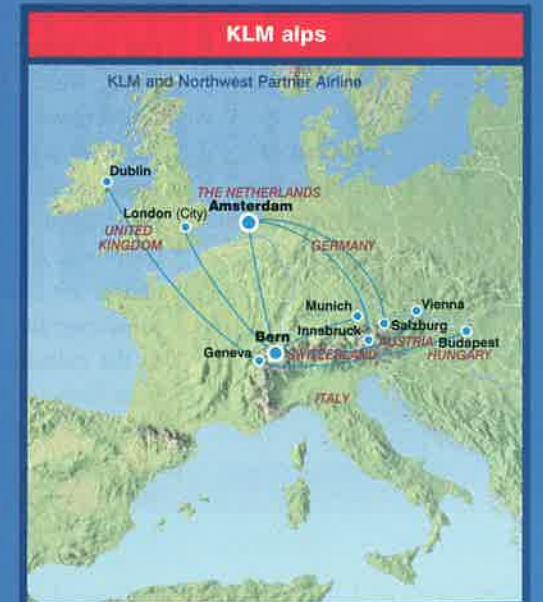 KLM alps
KLM and Northwest Partner Airline
Dublin
THE NETHERLANDS
Amsterdam
London (City)
UNITED
KINGDOM
GERMANY
Munich
Vienna
Innsbruck
Salzburg
Bern
AUSTRIA
Budapest
Geneva
SWITZERLAND
HUNGARY
ITALY